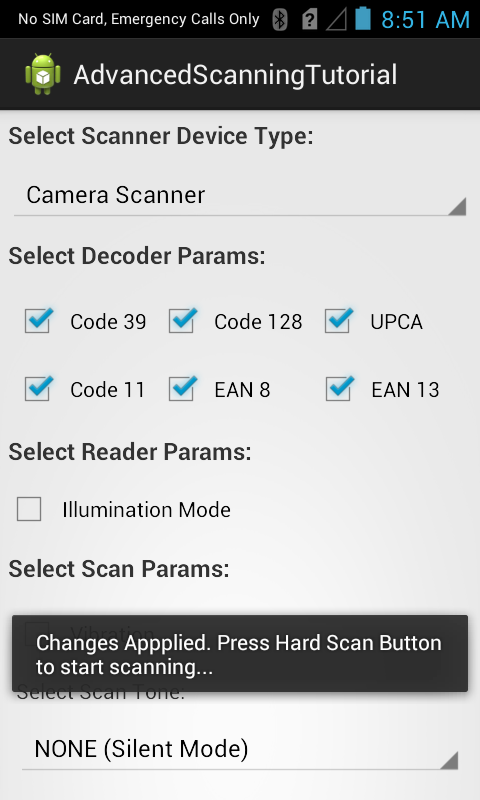 No SIM Card, Emergency Calls Only 8:51 AM
AdvancedScanningTutorial
Select Scanner Device Type:
Camera Scanner
Select Decoder Params:
Code 39 Code 128 UPCA
Code 11 EAN 8 EAN 13
Select Reader Params:
Illumination Mode
Select Scan Params:
Vibration
Changes Appplied. Press Hard Scan Button
to start scanning...
Select Scan Tone:
NONE (Silent Mode)